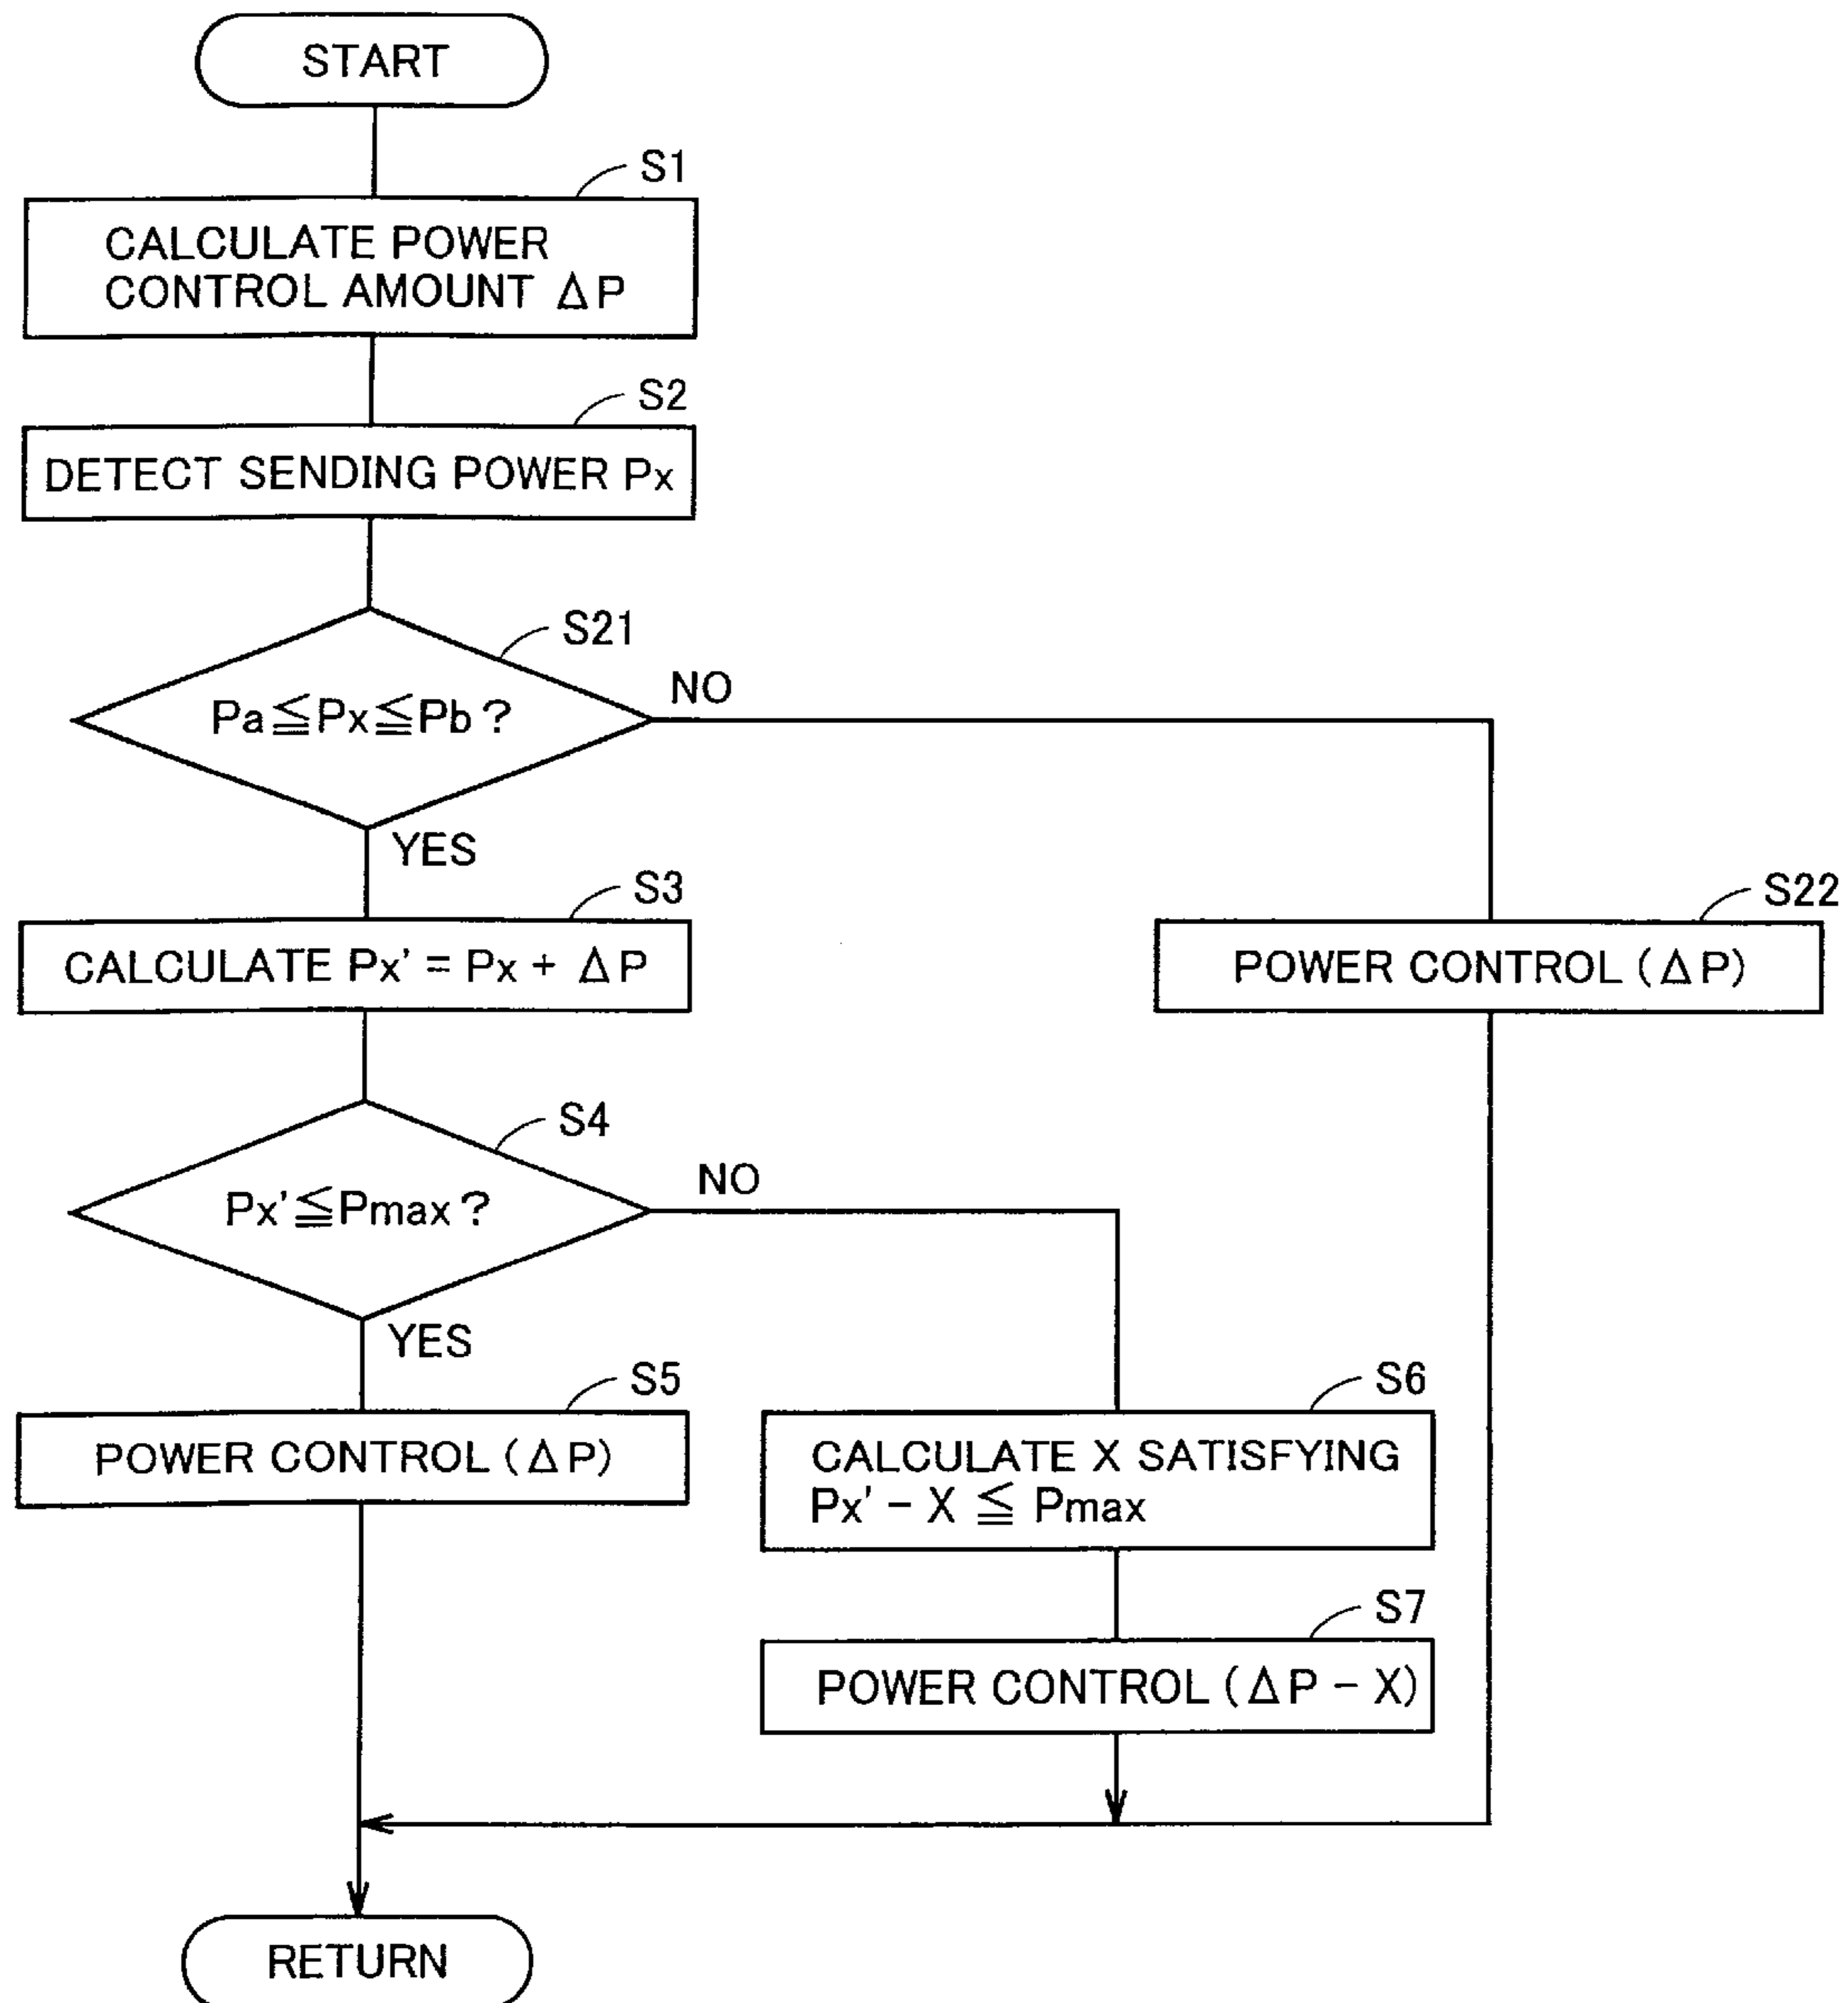 START
S1
CALCULATE POWER
CONTROL AMOUNT ΔP
S2
DETECT SENDING POWER Px
S21
Pa≦Px≦Pb?
NO
YES
S3
CALCULATE Px' = Px + ΔP
S22
POWER CONTROL (ΔP)
S4
Px'≦Pmax?
NO
YES
S5
POWER CONTROL (ΔP)
S6
CALCULATE X SATISFYING
Px' - X ≦ Pmax
S7
POWER CONTROL (ΔP - X)
RETURN